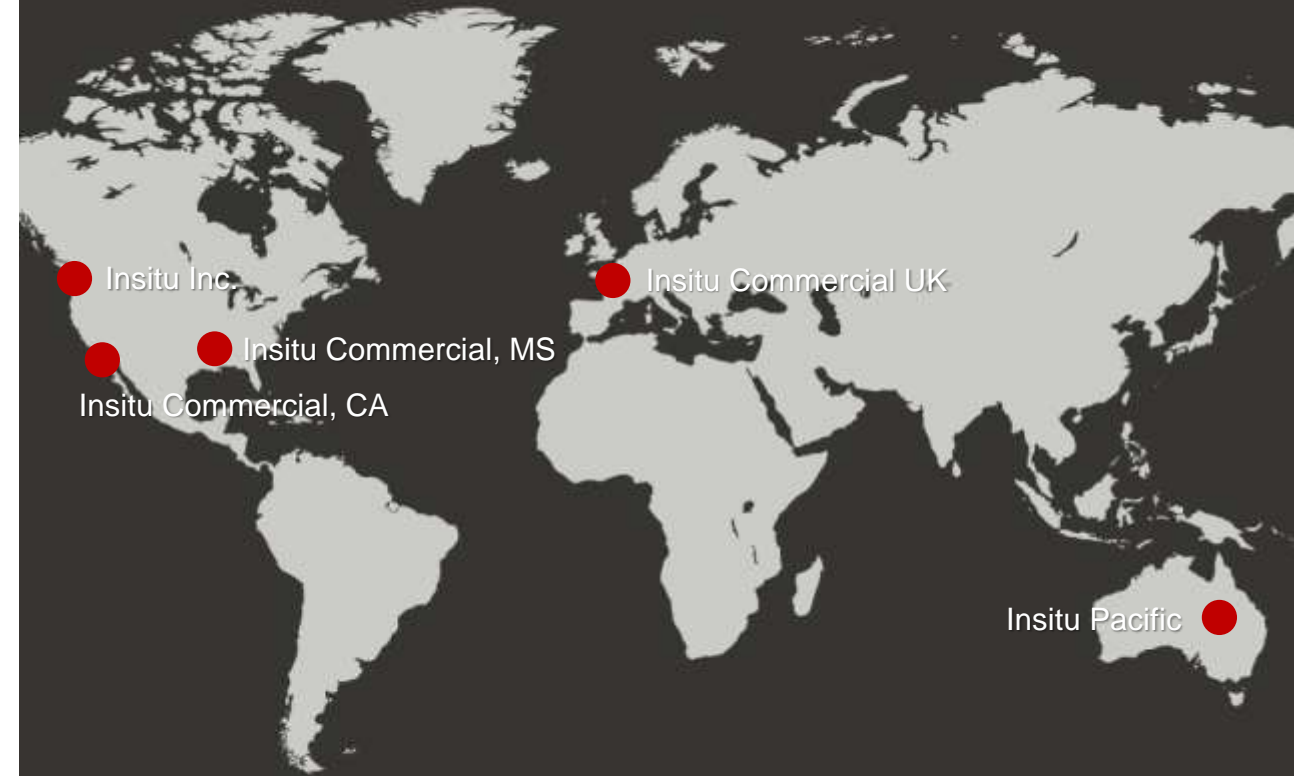 Insitu Inc.
Insitu Commercial UK
Insitu Commercial, MS
Insitu Commercial, CA
Insitu Pacific